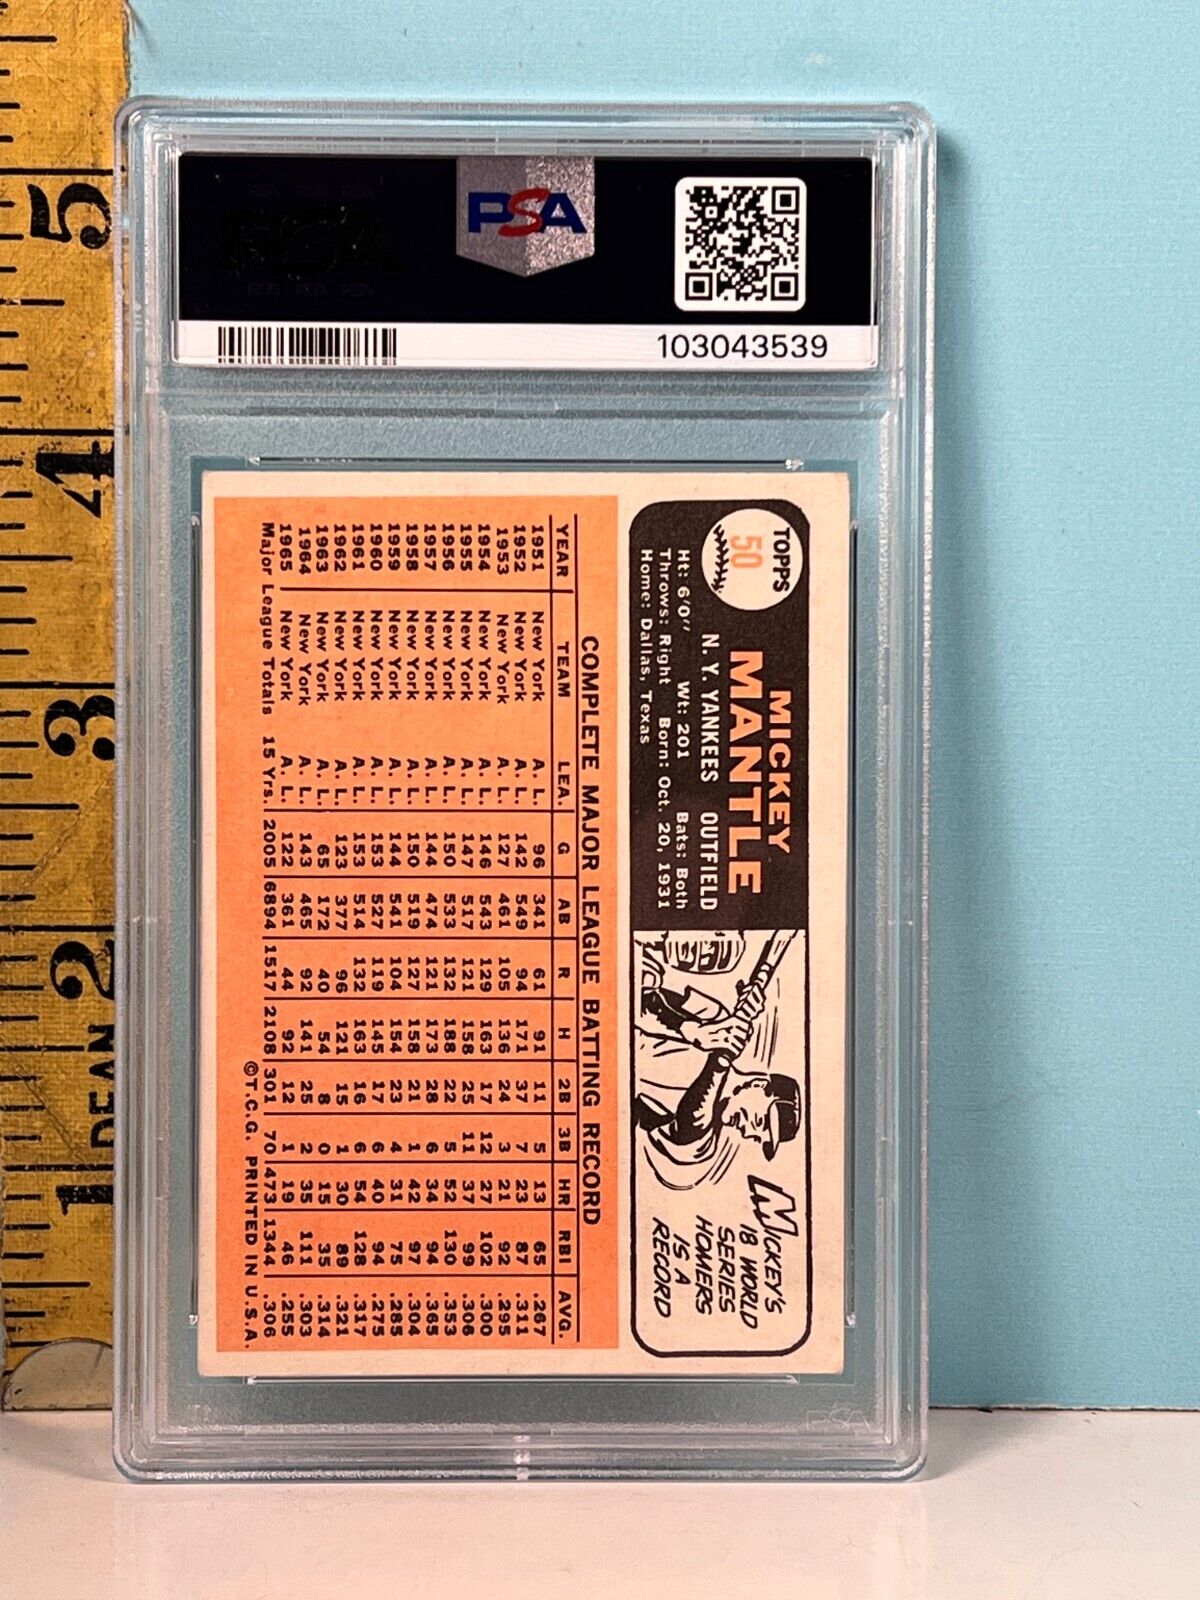 PSA
103043539
TOPPS
50
MICKEY
MANTLE
N. Y. YANKEES OUTFIELD
Ht: 6'0" Wt: 201 Bats: Both
Throws: Right Born: Oct. 20, 1931
Home: Dallas, Texas
MICKEY'S
18 WORLD
SERIES
HOMERS
IS A
RECORD
COMPLETE MAJOR LEAGUE BATTING RECORD
YEAR TEAM LEA G AB R H 2B 3B HR RBI AVG.
1951 New York A. L. 96 341 61 91 11 5 13 65 .267
1952 New York A. L. 142 549 94 171 37 7 23 87 .311
1953 New York A. L. 127 461 105 136 24 3 21 92 .295
1954 New York A. L. 146 543 129 163 17 12 27 102 .300
1955 New York A. L. 147 517 121 158 25 11 37 99 .306
1956 New York A. L. 150 533 132 188 22 5 52 130 .353
1957 New York A. L. 144 474 121 173 28 6 34 94 .365
1958 New York A. L. 150 519 127 158 21 1 42 97 .304
1959 New York A. L. 144 541 104 154 23 4 31 75 .285
1960 New York A. L. 153 527 119 145 17 6 40 94 .275
1961 New York A. L. 153 514 132 163 16 6 54 128 .317
1962 New York A. L. 123 377 96 121 15 1 30 89 .321
1963 New York A. L. 65 172 40 54 8 0 15 35 .314
1964 New York A. L. 143 465 92 141 25 2 35 111 .303
1965 New York A. L. 122 361 44 92 12 1 19 46 .255
Major League Totals 15 Yrs. 2005 6894 1517 2108 301 70 473 1344 .306
©T.C.G. PRINTED IN U.S.A.
5
4
3
2
1
DEAN